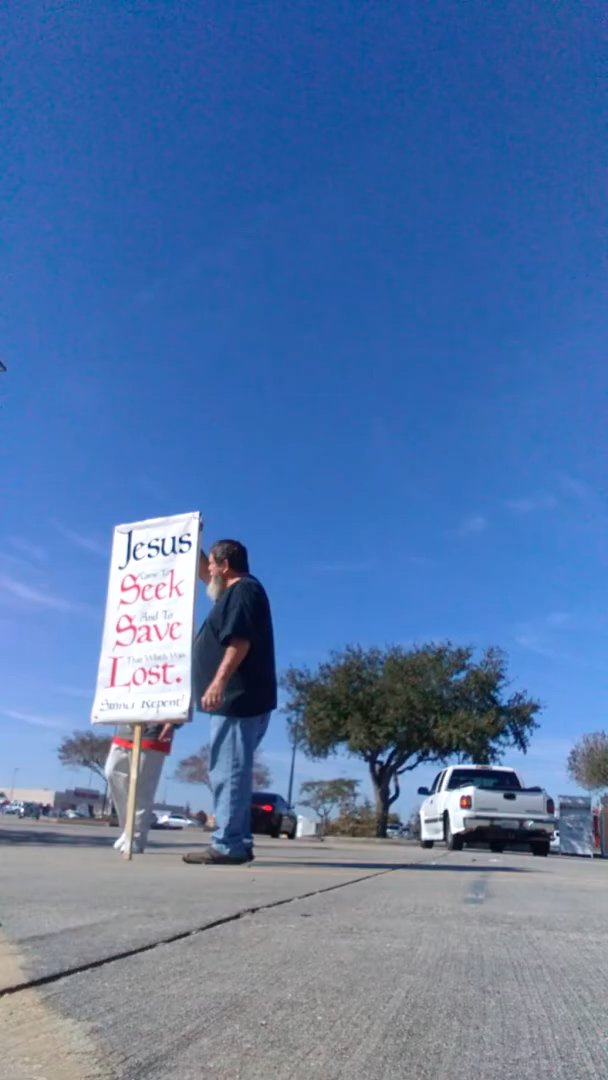 Jesus
Came To
Seek
And To
Save
That Which Was
Lost.
Sinner Repent!